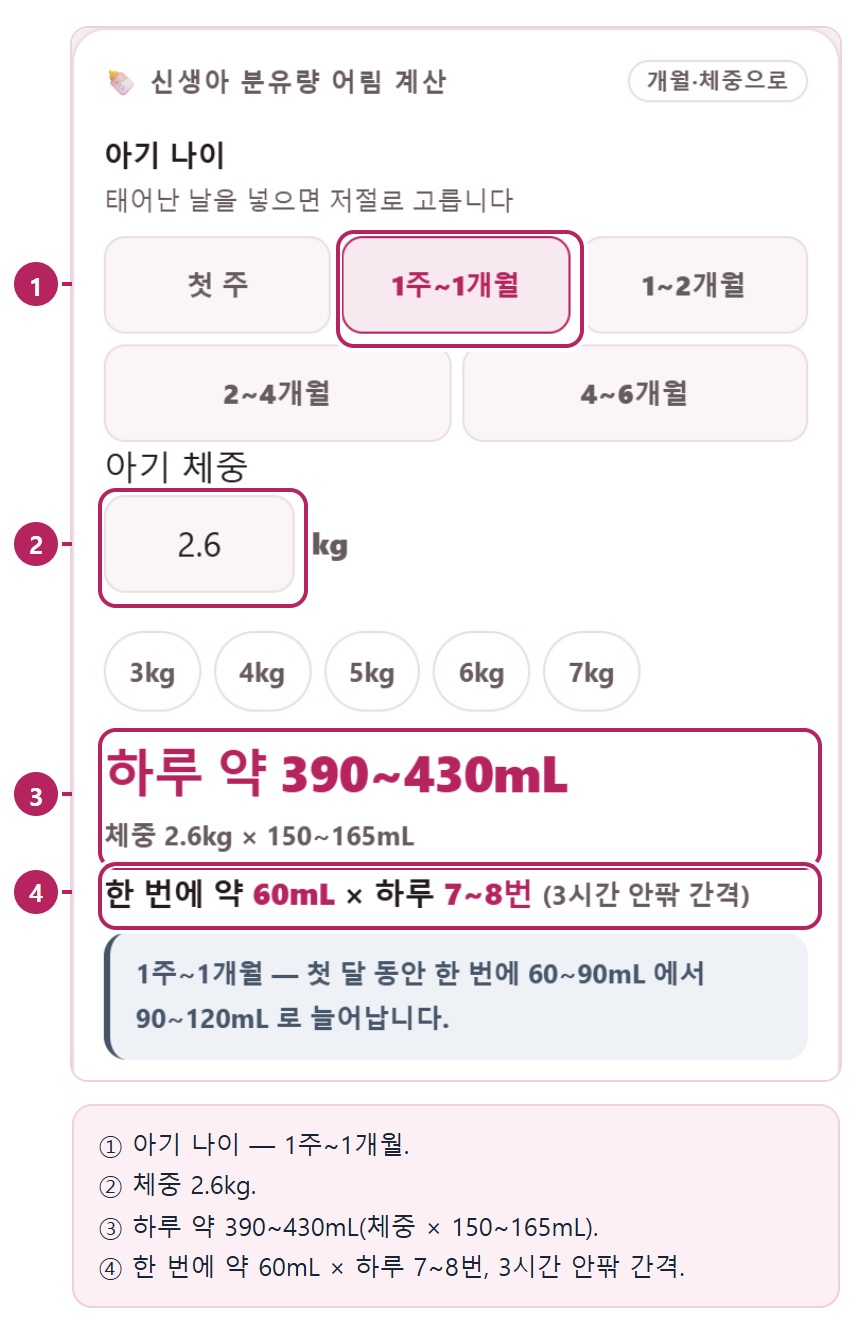 신생아 분유량 어림 계산
개월·체중으로
아기 나이
태어난 날을 넣으면 저절로 고릅니다
1
첫 주
1주~1개월
1~2개월
2~4개월
4~6개월
아기 체중
2
2.6
kg
3kg
4kg
5kg
6kg
7kg
3
하루 약 390~430mL
체중 2.6kg × 150~165mL
4
한 번에 약 60mL × 하루 7~8번 (3시간 안팎 간격)
1주~1개월 — 첫 달 동안 한 번에 60~90mL 에서
90~120mL 로 늘어납니다.
① 아기 나이 — 1주~1개월.
② 체중 2.6kg.
③ 하루 약 390~430mL(체중 × 150~165mL).
④ 한 번에 약 60mL × 하루 7~8번, 3시간 안팎 간격.